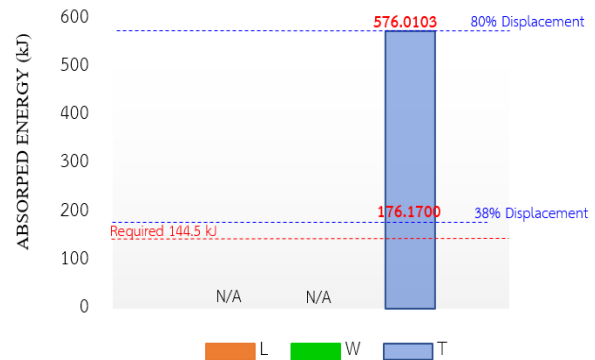 ABSORPED ENERGY (kJ)
600
500
400
300
200
100
0
576.0103
80% Displacement
176.1700
38% Displacement
Required 144.5 kJ
N/A
N/A
L
W
T